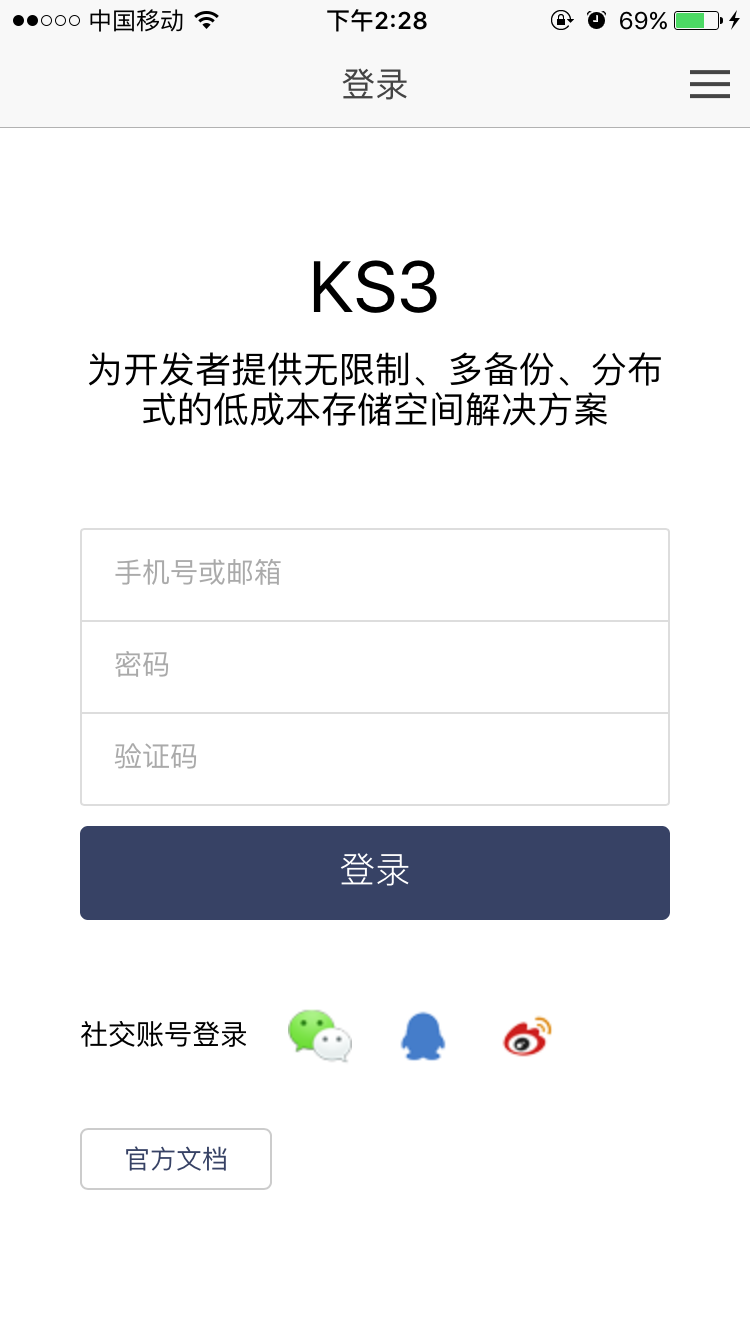 中国移动 下午2:28 69%
登录
KS3
为开发者提供无限制、多备份、分布
式的低成本存储空间解决方案
手机号或邮箱
密码
验证码
登录
社交账号登录
官方文档